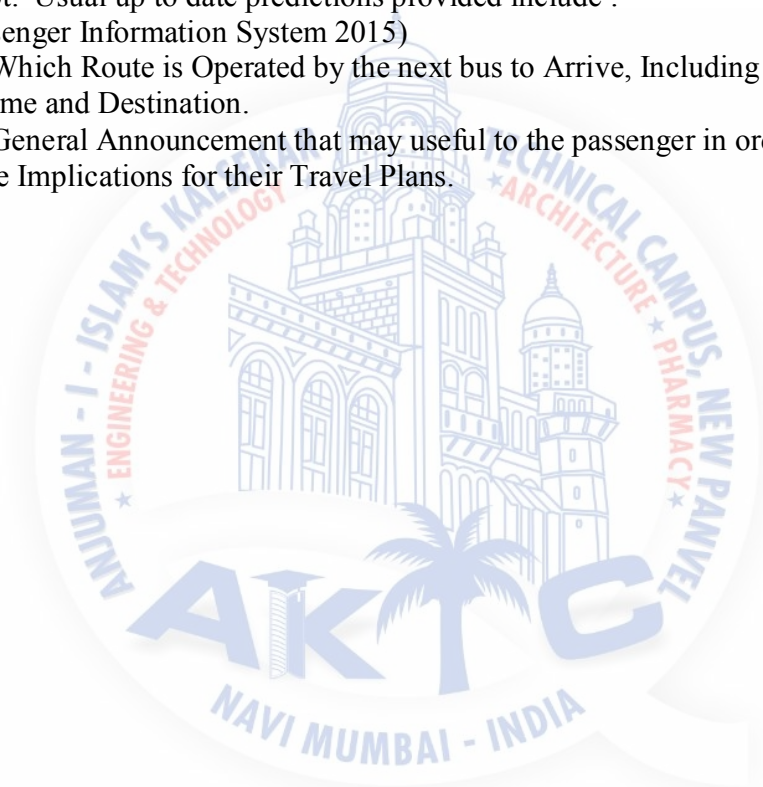 Usual up to date predictions provided include :
enger Information System 2015)
Which Route is Operated by the next bus to Arrive, Including
me and Destination.
General Announcement that may useful to the passenger in or
e Implications for their Travel Plans.
ANJUMAN - I - ISLAM'S KALSEKAR TECHNICAL CAMPUS, NEW PANVEL
ENGINEERING & TECHNOLOGY ★ ARCHITECTURE ★ PHARMACY ★
AKTC
NAVI MUMBAI - INDIA